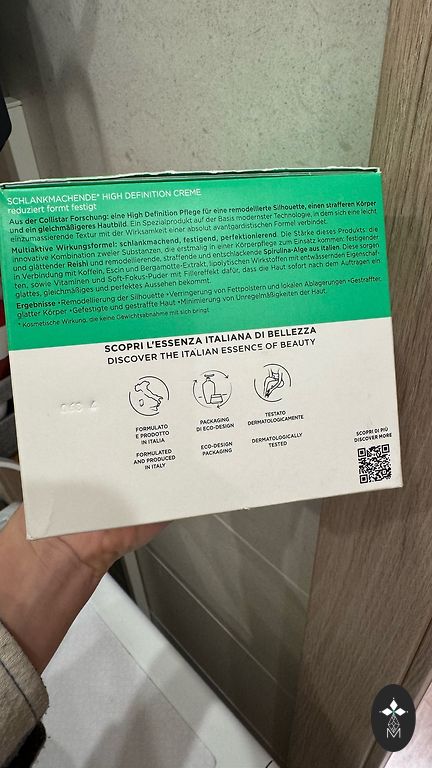 SCHLANKMACHENDE* HIGH DEFINITION CREME
reduziert formt festigt
Aus der Collistar Forschung: eine High Definition Pflege für eine remodellierte Silhouette, einen strafferen Körper
und ein gleichmäßigeres Hautbild. Ein Spezialprodukt auf der Basis modernster Technologie, in dem sich eine leicht
einzumassierende Textur mit der Wirksamkeit einer absolut avantgardistischen Formel verbindet.
Multiaktive Wirkungsformel: schlankmachend, festigend, perfektionierend. Die Stärke dieses Produkts, die
innovative Kombination zweier Substanzen, die erstmalig in einer Körperpflege zum Einsatz kommen: festigender
und glättender Reishi und remodellierende, straffende und entschlackende Spirulina-Alge aus Italien. Diese sorgen
in Verbindung mit Koffein, Escin und Bergamotte-Extrakt, lipolytischen Wirkstoffen mit entwässernden Eigenschaf-
ten, sowie Vitaminen und Soft-Fokus-Puder mit Fillereffekt dafür, dass die Haut sofort nach dem Auftragen ein
glattes, gleichmäßiges und perfektes Aussehen bekommt.
Ergebnisse •Remodellierung der Silhouette •Verringerung von Fettpolstern und lokalen Ablagerungen •Gestraffter,
glatter Körper •Gefestigte und gestraffte Haut •Minimierung von Unregelmäßigkeiten der Haut.
* Kosmetische Wirkung, die keine Gewichtsabnahme mit sich bringt.
SCOPRI L'ESSENZA ITALIANA DI BELLEZZA
DISCOVER THE ITALIAN ESSENCE OF BEAUTY
FORMULATO
E PRODOTTO
IN ITALIA
FORMULATED
AND PRODUCED
IN ITALY
PACKAGING
DI ECO-DESIGN
ECO-DESIGN
PACKAGING
TESTATO
DERMATOLOGICAMENTE
DERMATOLOGICALLY
TESTED
SCOPRI DI PIÙ
DISCOVER MORE